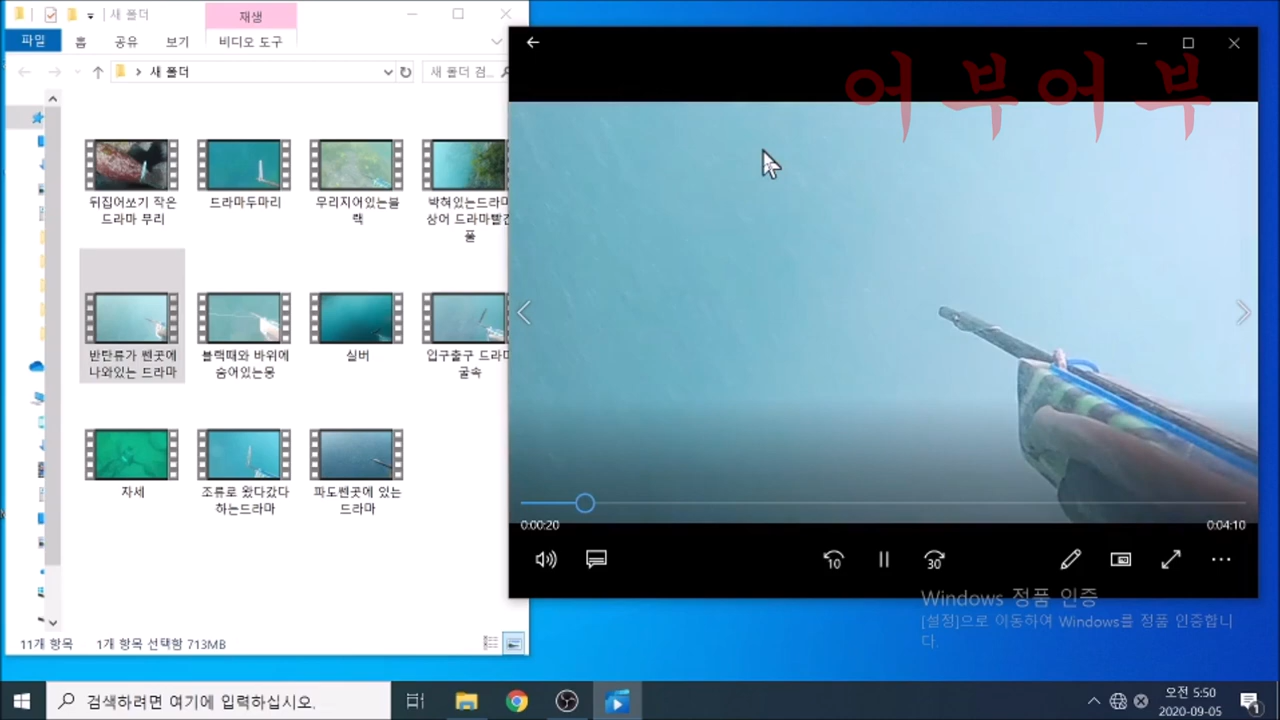 새 폴더
재생
파일
홈
공유
보기
비디오 도구
새 폴더
새 폴더 검...
어부어부
뒤집어쏘기 작은
드라마 무리
드라마두마리
무리지어있는블
랙
박혀있는드라마
상어 드라마빨간
풀
반탄류가 쎈곳에
나와있는 드라마
블랙떼와 바위에
숨어있는몽
실버
입구출구 드라마
굴속
자세
조류로 왔다갔다
하는드라마
파도쎈곳에 있는
드라마
0:00:20
0:04:10
10
30
Windows 정품 인증
[설정]으로 이동하여 Windows를 정품 인증합니
다.
11개 항목
1개 항목 선택함 713MB
검색하려면 여기에 입력하십시오.
오전 5:50
2020-09-05
1